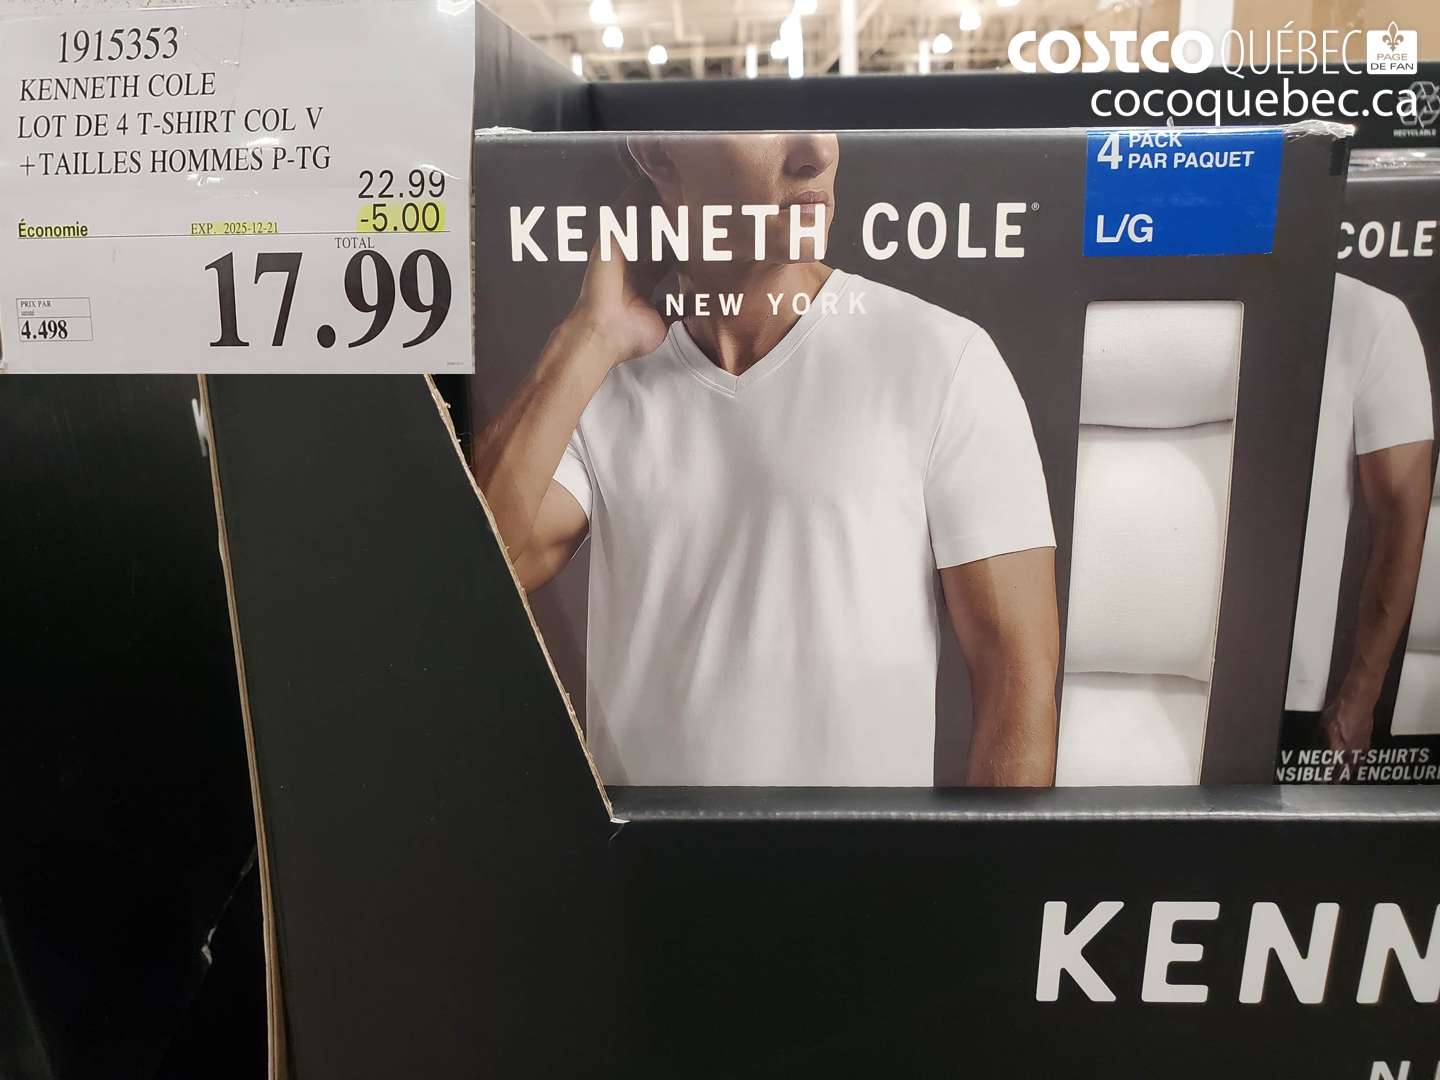 1915353
KENNETH COLE
LOT DE 4 T-SHIRT COL V
+TAILLES HOMMES P-TG
22.99
Économie
EXP. 2025-12-21
-5.00
TOTAL
17.99
PRIX PAR
unité
4.498
COSTCO QUÉBEC
PAGE
DE FAN
cocoquebec.ca
RECYCLABLE
4 PACK
PAR PAQUET
L/G
KENNETH COLE®
NEW YORK
COLE
V NECK T-SHIRTS
NSIBLE À ENCOLUR
KENN